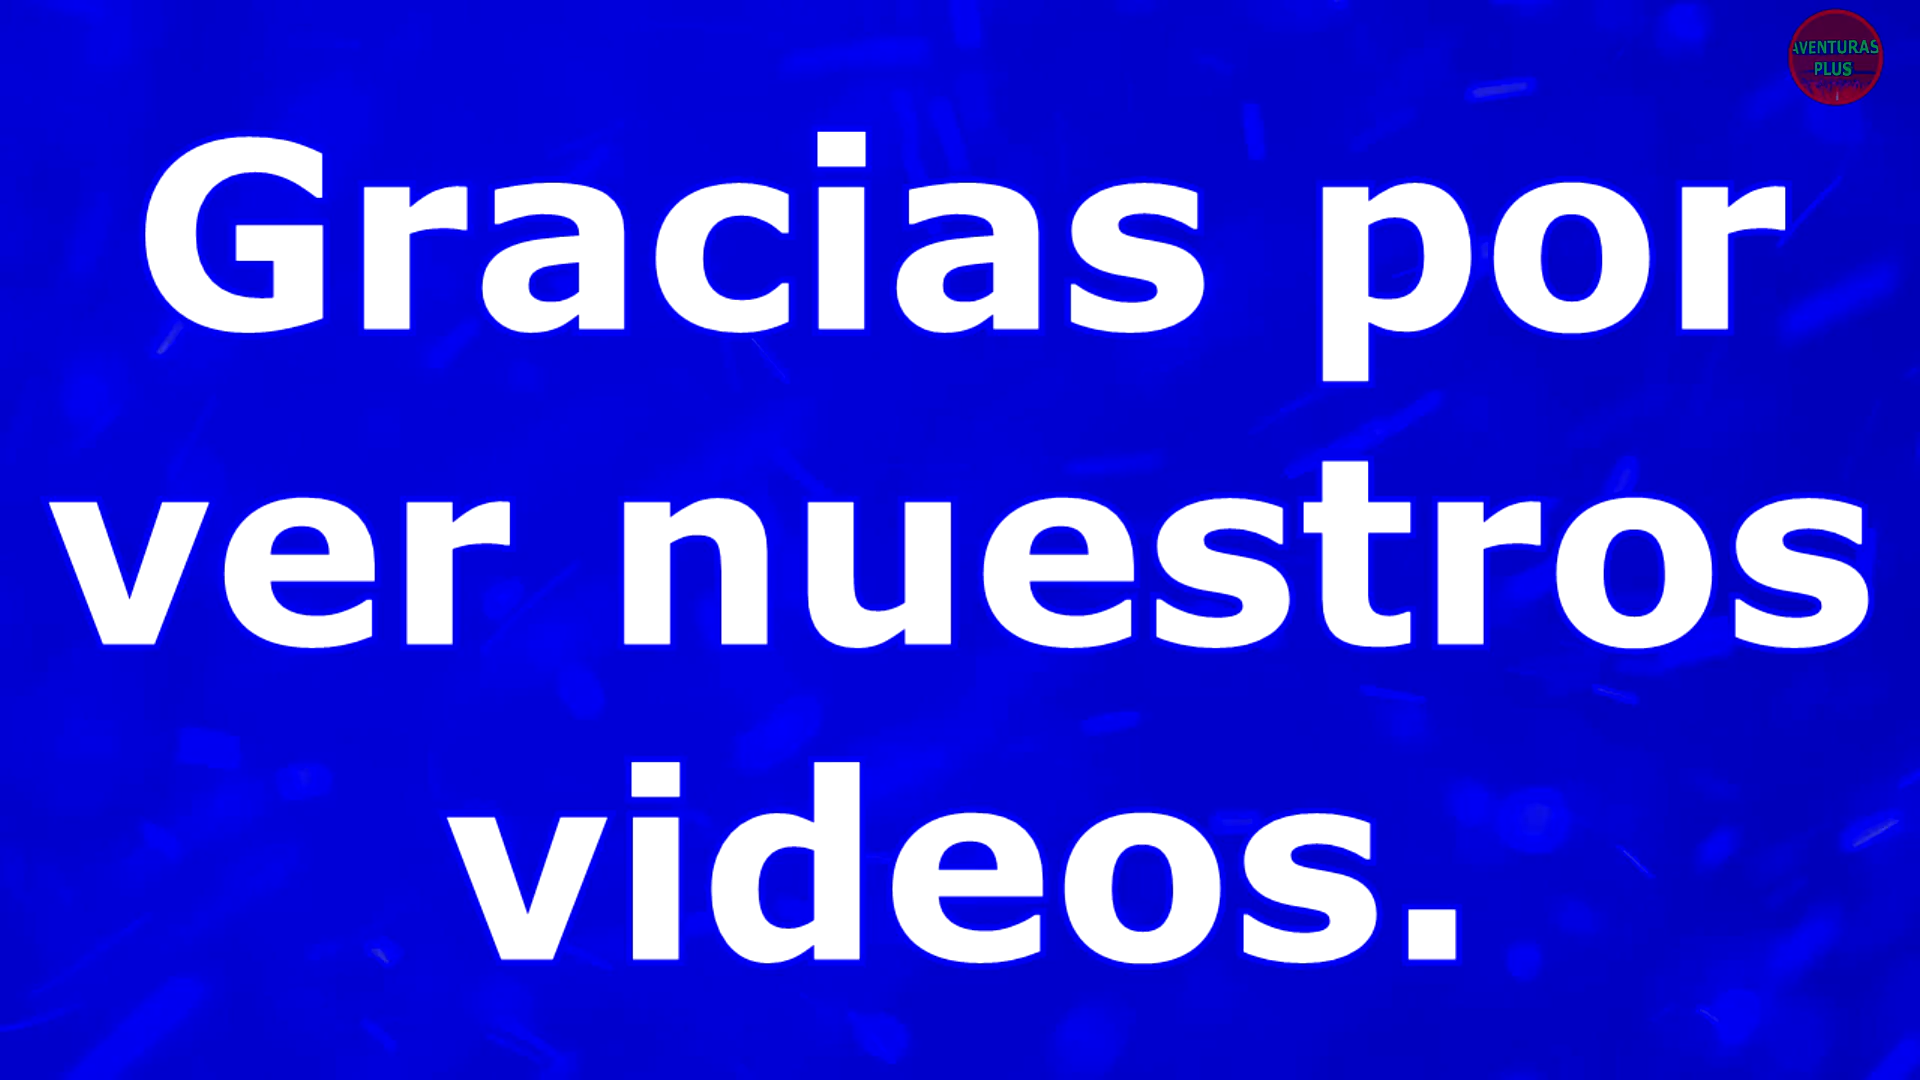 AVENTURAS
PLUS
Gracias por
ver nuestros
videos.